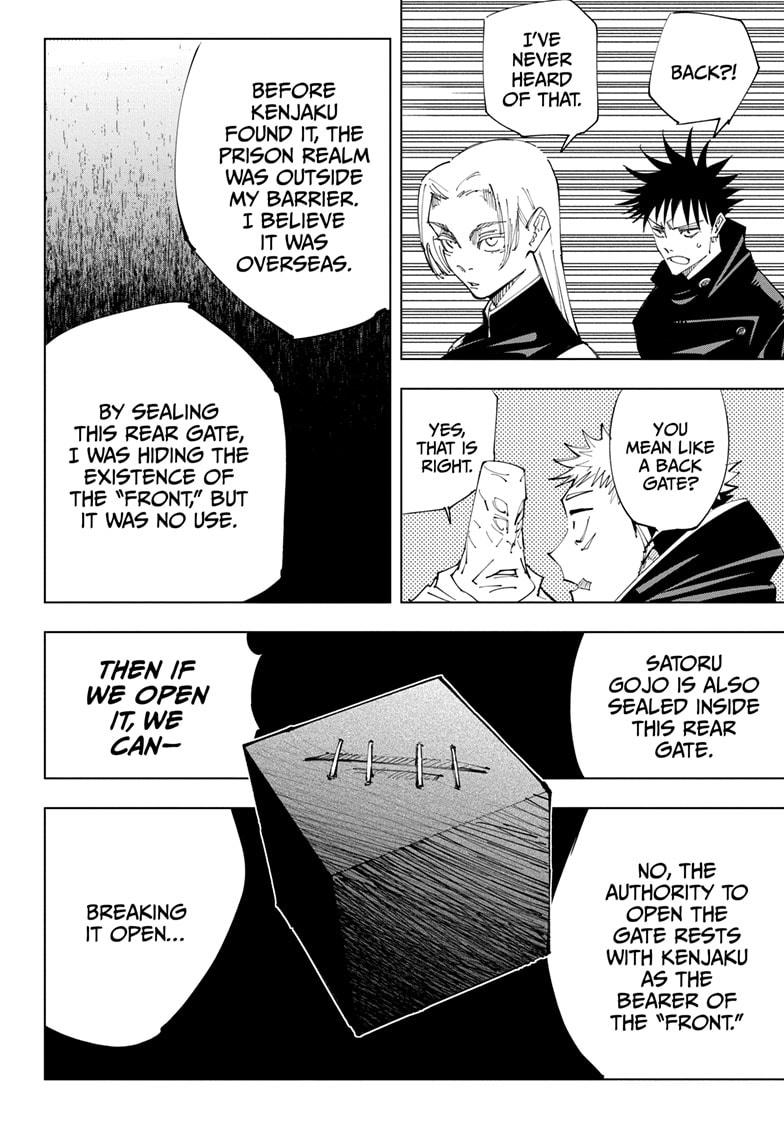 BACK?!
I'VE
NEVER
HEARD
OF THAT.
BEFORE
KENJAKU
FOUND IT, THE
PRISON REALM
WAS OUTSIDE
MY BARRIER.
I BELIEVE
IT WAS
OVERSEAS.
BY SEALING
THIS REAR GATE,
I WAS HIDING THE
EXISTENCE OF
THE “FRONT,” BUT
IT WAS NO USE.
YOU
MEAN LIKE
A BACK
GATE?
YES,
THAT IS
RIGHT.
SATORU
GOJO IS ALSO
SEALED INSIDE
THIS REAR
GATE.
THEN IF
WE OPEN
IT, WE
CAN—
NO, THE
AUTHORITY TO
OPEN THE
GATE RESTS
WITH KENJAKU
AS THE
BEARER OF
THE “FRONT.”
BREAKING
IT OPEN...